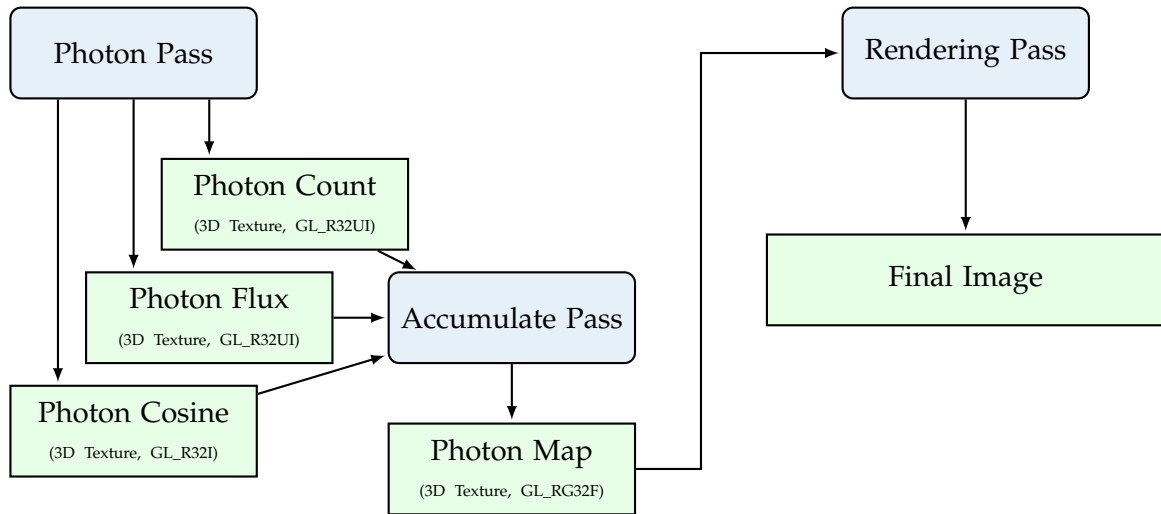 Photon Pass
Rendering Pass
Photon Count
(3D Texture, GL_R32UI)
Photon Flux
(3D Texture, GL_R32UI)
Accumulate Pass
Final Image
Photon Cosine
(3D Texture, GL_R32I)
Photon Map
(3D Texture, GL_RG32F)